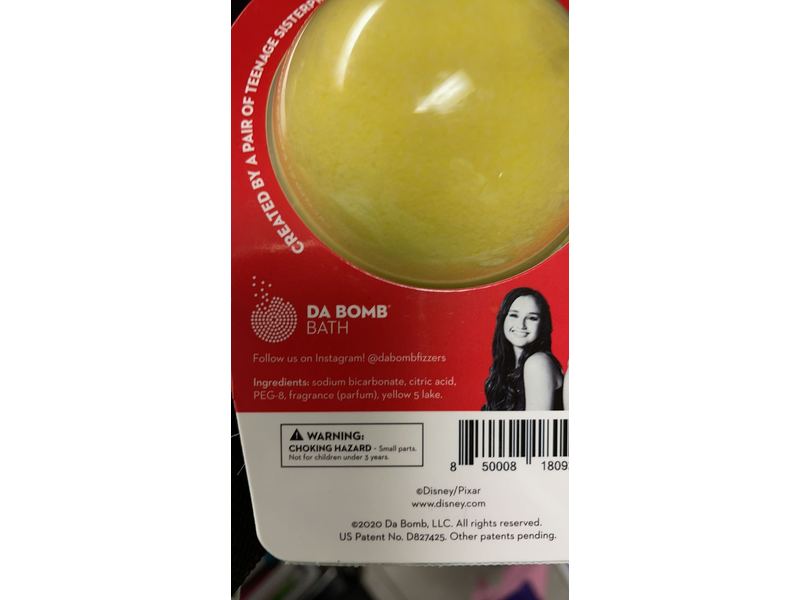 CREATED BY A PAIR OF TEENAGE
DA BOMB®
BATH
Follow us on Instagram! @dabombfizzers
Ingredients: sodium bicarbonate, citric acid,
PEG-8, fragrance (parfum), yellow 5 lake.
WARNING:
CHOKING HAZARD - Small parts.
Not for children under 3 years.
8 50008 1809
©Disney/Pixar
www.disney.com
©2020 Da Bomb, LLC. All rights reserved.
US Patent No. D827425. Other patents pending.